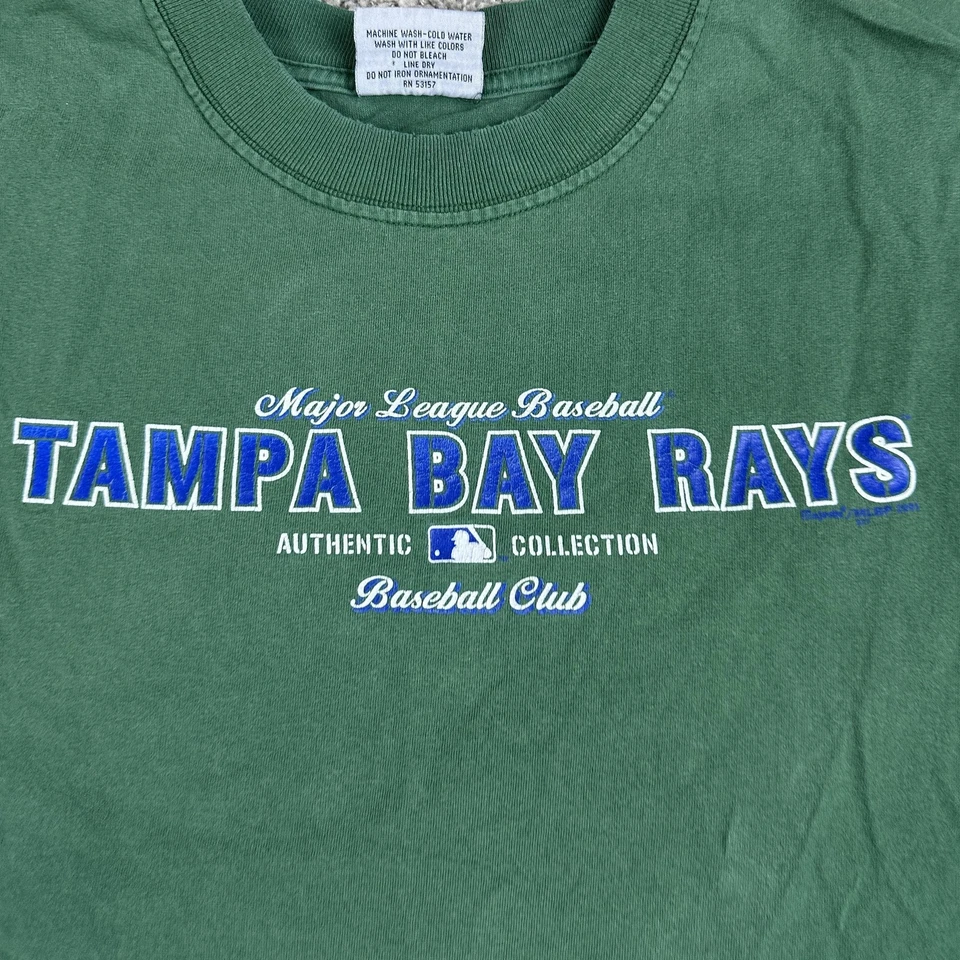 MACHINE WASH-COLD WATER
WASH WITH LIKE COLORS
DO NOT BLEACH
LINE DRY
DO NOT IRON ORNAMENTATION
RN 53157
Major League Baseball
TAMPA BAY RAYS
AUTHENTIC COLLECTION
Baseball Club